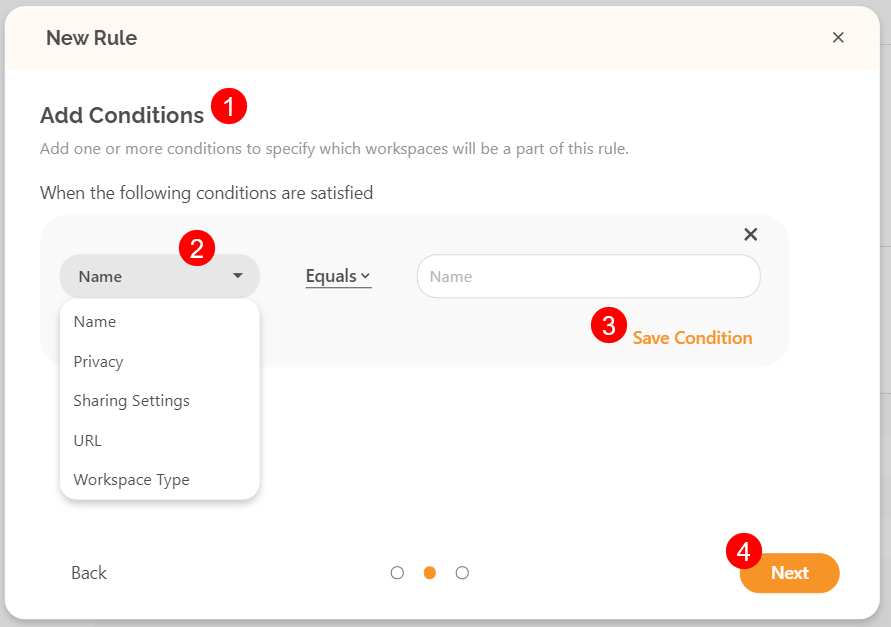 New Rule
Add Conditions 1
Add one or more conditions to specify which workspaces will be a part of this rule.
When the following conditions are satisfied
2
Name Equals Name
3 Save Condition
Name
Privacy
Sharing Settings
URL
Workspace Type
4
Back Next